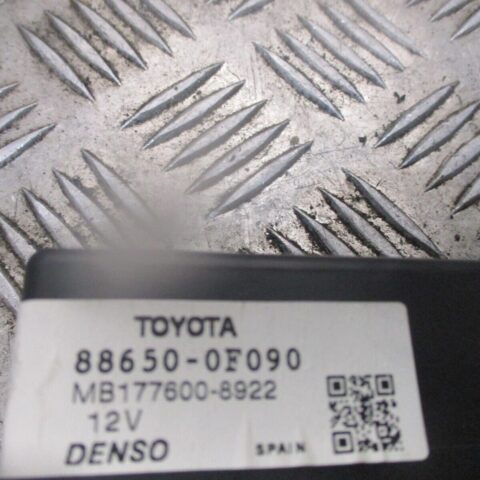 TOYOTA
88650-0F090
MB177600-8922
12V
DENSO SPAIN